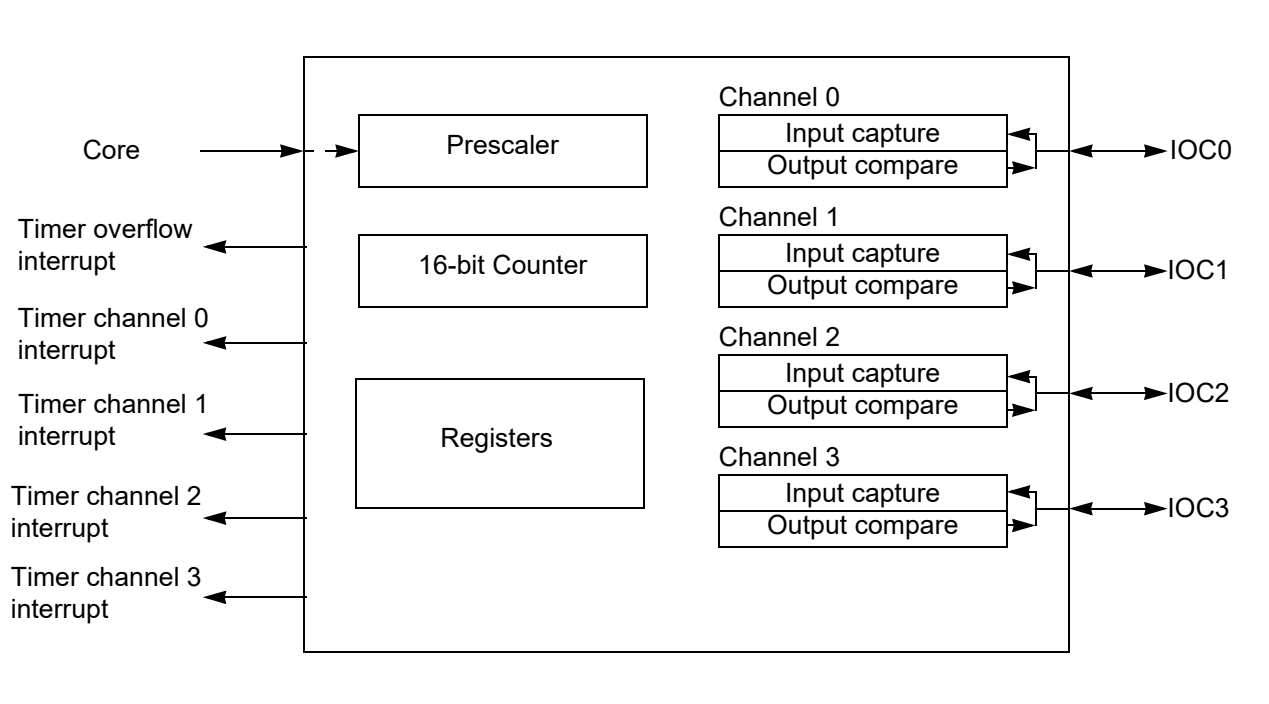 Core
Timer overflow
interrupt
Timer channel 0
interrupt
Timer channel 1
interrupt
Timer channel 2
interrupt
Timer channel 3
interrupt
Prescaler
16-bit Counter
Registers
Channel 0
Input capture
Output compare
Channel 1
Input capture
Output compare
Channel 2
Input capture
Output compare
Channel 3
Input capture
Output compare
IOC0
IOC1
IOC2
IOC3